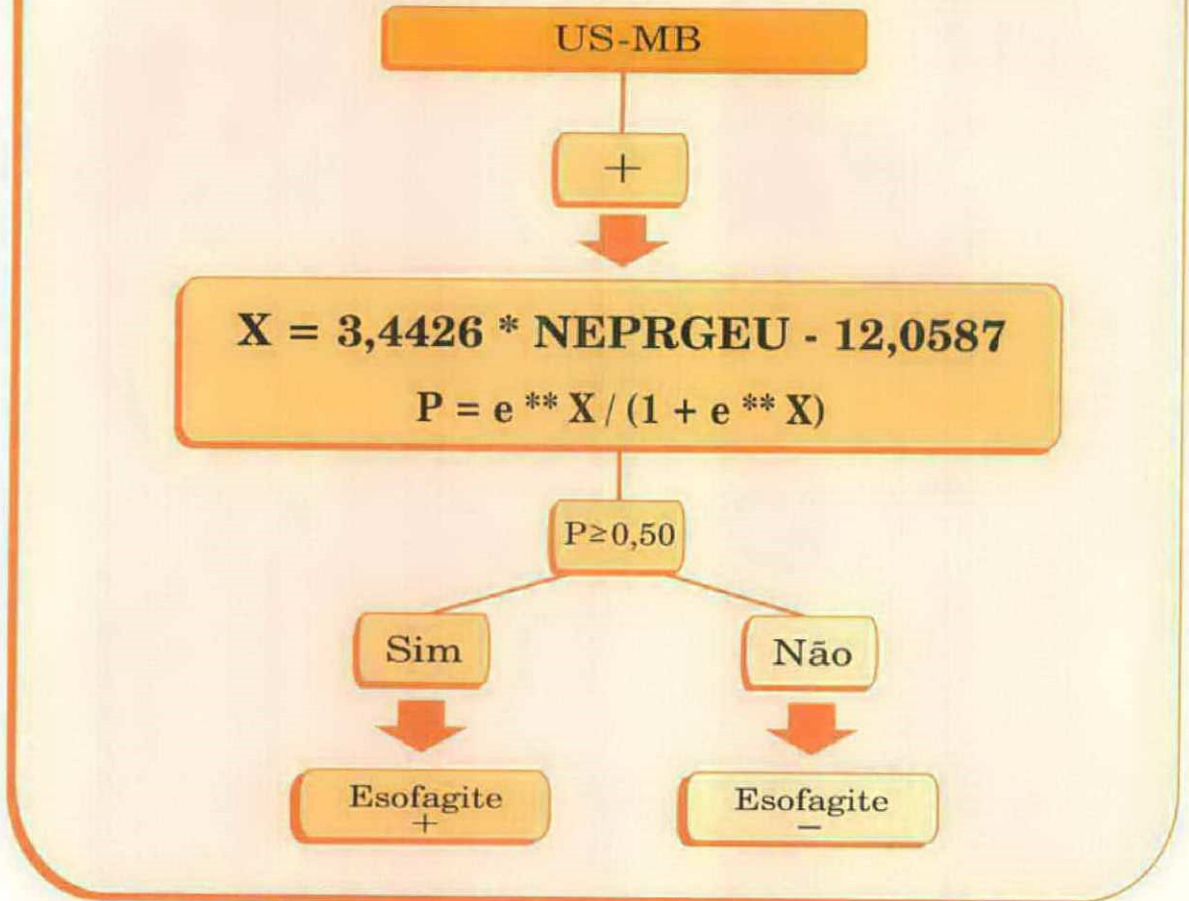 US-MB
+
X = 3,4426 * NEPRGEU - 12,0587
P = e ** X / (1 + e ** X)
P≥0,50
Sim
Não
Esofagite
+
Esofagite
−